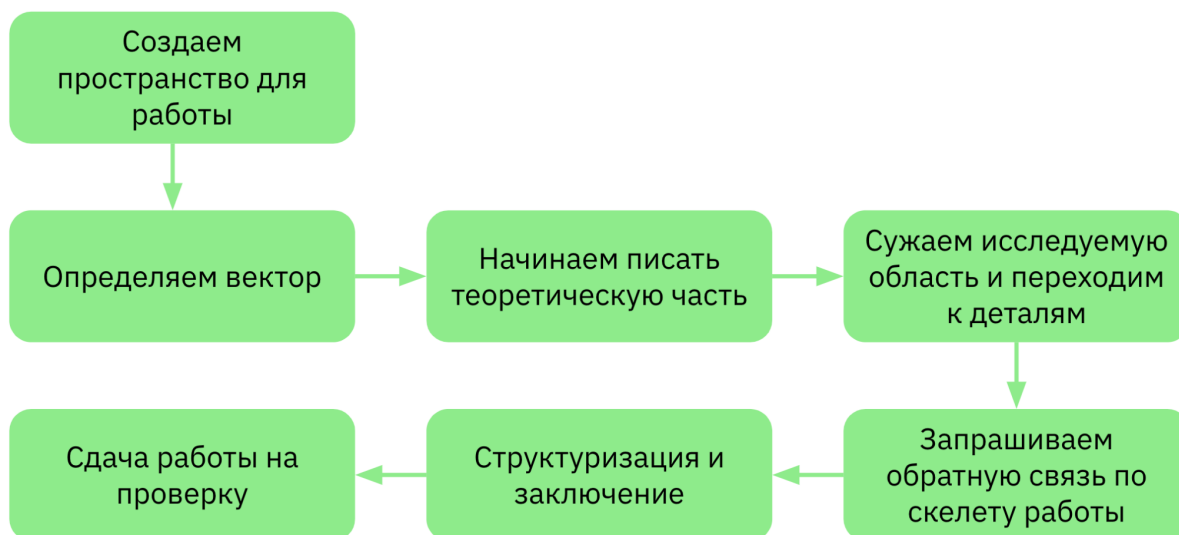 Создаем
пространство для
работы
Определяем вектор
Начинаем писать
теоретическую часть
Сужаем исследуемую
область и переходим
к деталям
Запрашиваем
обратную связь по
скелету работы
Структуризация и
заключение
Сдача работы на
проверку